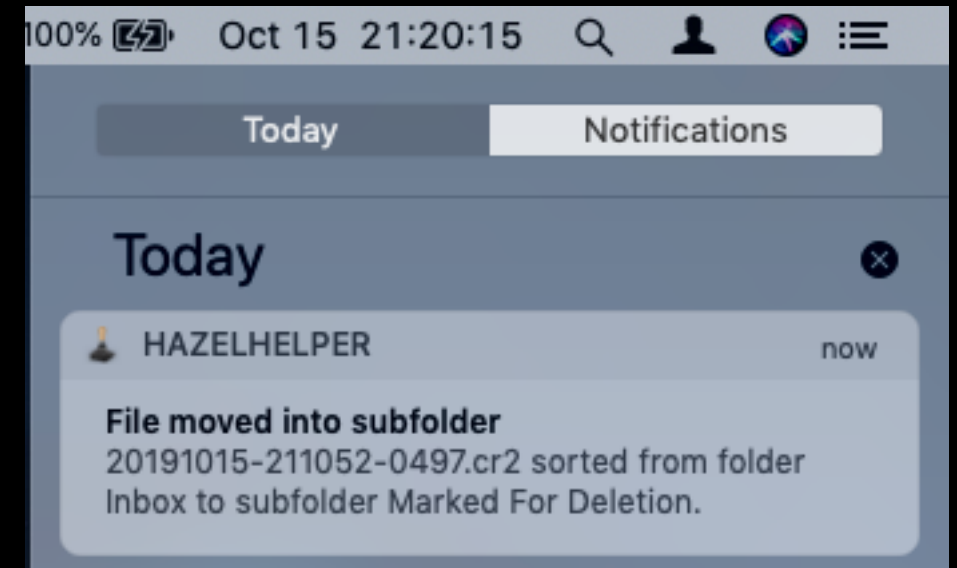 100% Oct 15 21:20:15
Today Notifications
Today
HAZELHELPER now
File moved into subfolder
20191015-211052-0497.cr2 sorted from folder
Inbox to subfolder Marked For Deletion.